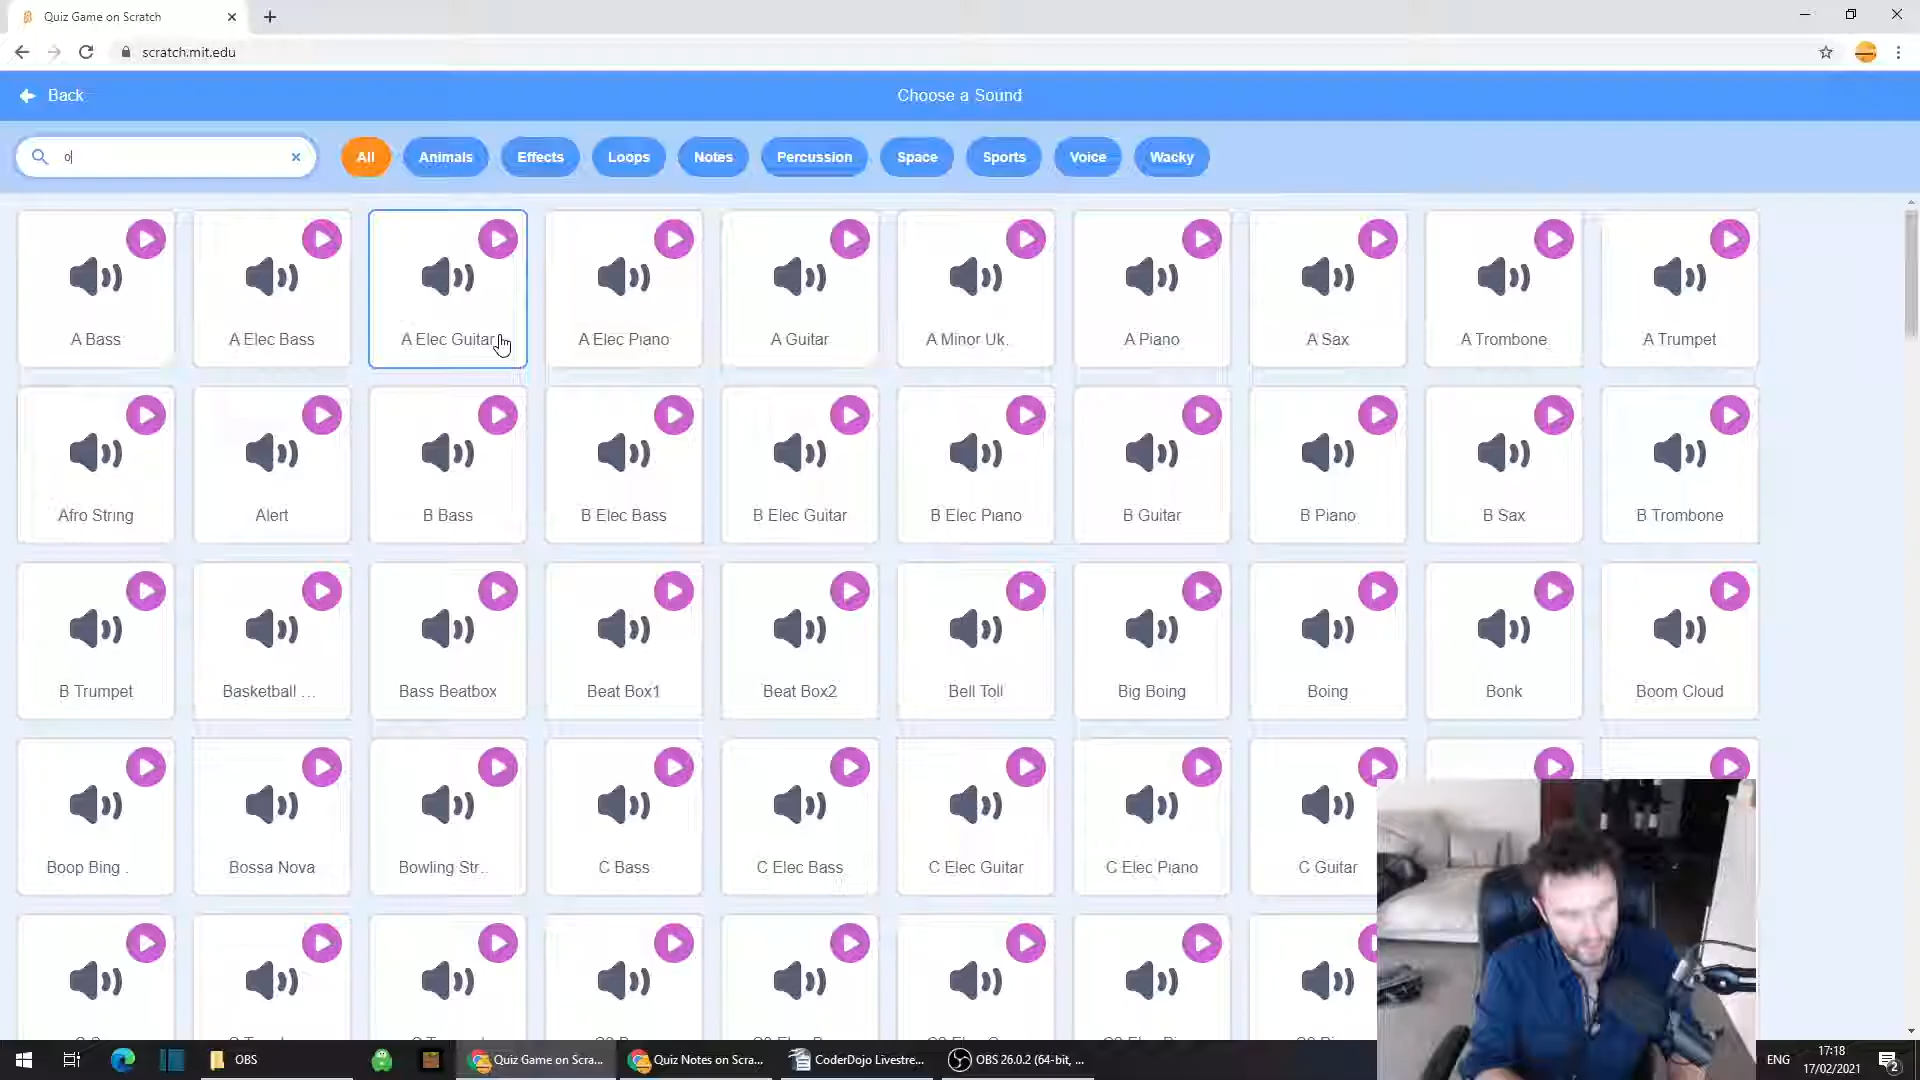 Quiz Game on Scratch
scratch.mit.edu
Back
Choose a Sound
o
All
Animals
Effects
Loops
Notes
Percussion
Space
Sports
Voice
Wacky
A Bass
A Elec Bass
A Elec Guitar
A Elec Piano
A Guitar
A Minor Uk.
A Piano
A Sax
A Trombone
A Trumpet
Afro String
Alert
B Bass
B Elec Bass
B Elec Guitar
B Elec Piano
B Guitar
B Piano
B Sax
B Trombone
B Trumpet
Basketball ...
Bass Beatbox
Beat Box1
Beat Box2
Bell Toll
Big Boing
Boing
Bonk
Boom Cloud
Boop Bing .
Bossa Nova
Bowling Str..
C Bass
C Elec Bass
C Elec Guitar
C Elec Piano
C Guitar
OBS
Quiz Game on Scra...
Quiz Notes on Scra...
CoderDojo Livestre...
OBS 26.0.2 (64-bit, ...
ENG
17:18
17/02/2021
2